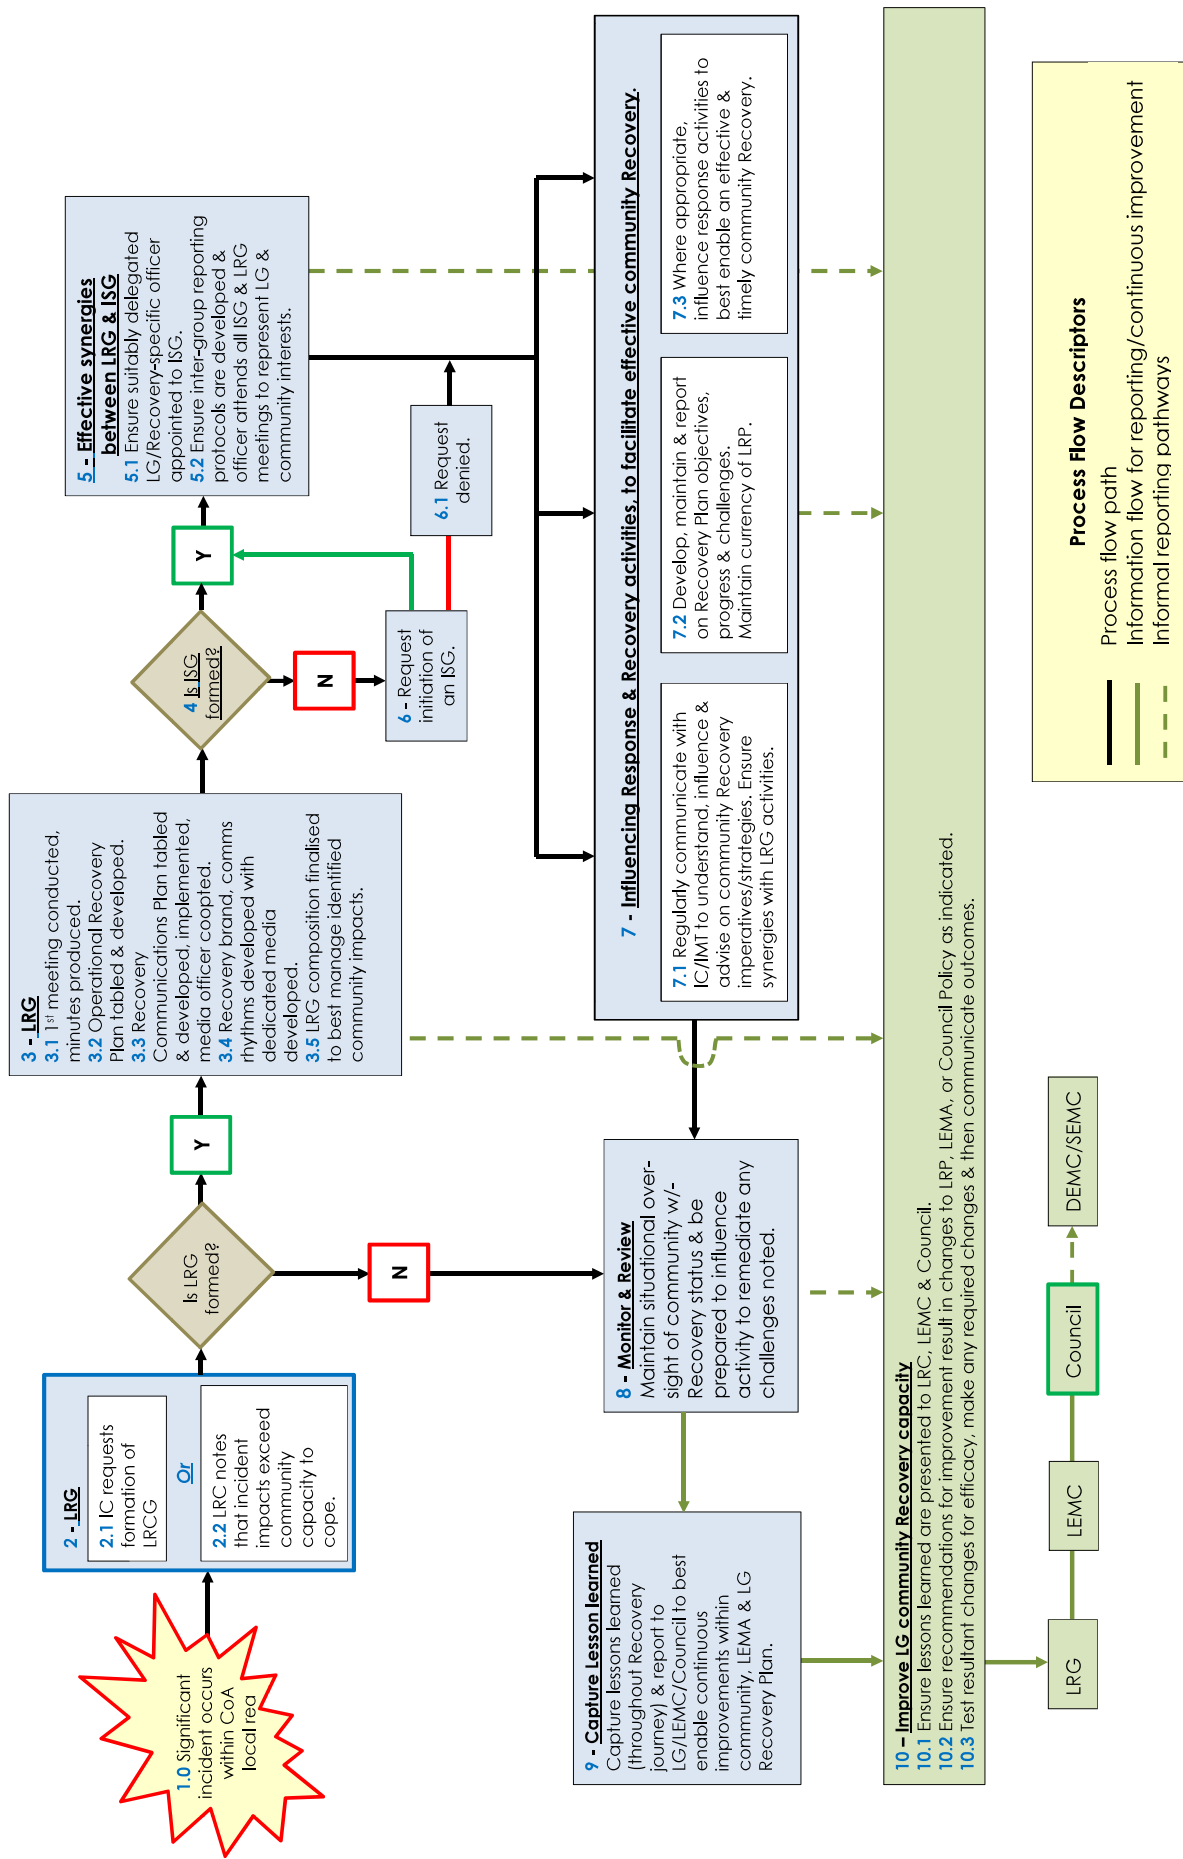 1.0 Significant
incident occurs
within CoA
local rea
2 - LRG
2.1 IC requests
formation of
LRCG
Or
2.2 LRC notes
that incident
impacts exceed
community
capacity to
cope.
Is LRG
formed?
Y
N
3 - LRG
3.1 1st meeting conducted,
minutes produced.
3.2 Operational Recovery
Plan tabled & developed.
3.3 Recovery
Communications Plan tabled
& developed, implemented,
media officer coopted.
3.4 Recovery brand, comms
rhythms developed with
dedicated media
developed.
3.5 LRG composition finalised
to best manage identified
community impacts.
4 Is ISG
formed?
Y
N
5 - Effective synergies
between LRG & ISG
5.1 Ensure suitably delegated
LG/Recovery-specific officer
appointed to ISG.
5.2 Ensure inter-group reporting
protocols are developed &
officer attends all ISG & LRG
meetings to represent LG &
community interests.
6 - Request
initiation of
an ISG.
6.1 Request
denied.
7 - Influencing Response & Recovery activities, to facilitate effective community Recovery.
7.1 Regularly communicate with
IC/IMT to understand, influence &
advise on community Recovery
imperatives/strategies. Ensure
synergies with LRG activities.
7.2 Develop, maintain & report
on Recovery Plan objectives,
progress & challenges.
Maintain currency of LRP.
7.3 Where appropriate,
influence response activities to
best enable an effective &
timely community Recovery.
8 - Monitor & Review
Maintain situational over-
sight of community w/-
Recovery status & be
prepared to influence
activity to remediate any
challenges noted.
9 - Capture Lesson learned
Capture lessons learned
(throughout Recovery
journey) & report to
LG/LEMC/Council to best
enable continuous
improvements within
community, LEMA & LG
Recovery Plan.
10 – Improve LG community Recovery capacity
10.1 Ensure lessons learned are presented to LRC, LEMC & Council.
10.2 Ensure recommendations for improvement result in changes to LRP, LEMA, or Council Policy as indicated.
10.3 Test resultant changes for efficacy, make any required changes & then communicate outcomes.
LRG
LEMC
Council
DEMC/SEMC
Process Flow Descriptors
Process flow path
Information flow for reporting/continuous improvement
Informal reporting pathways